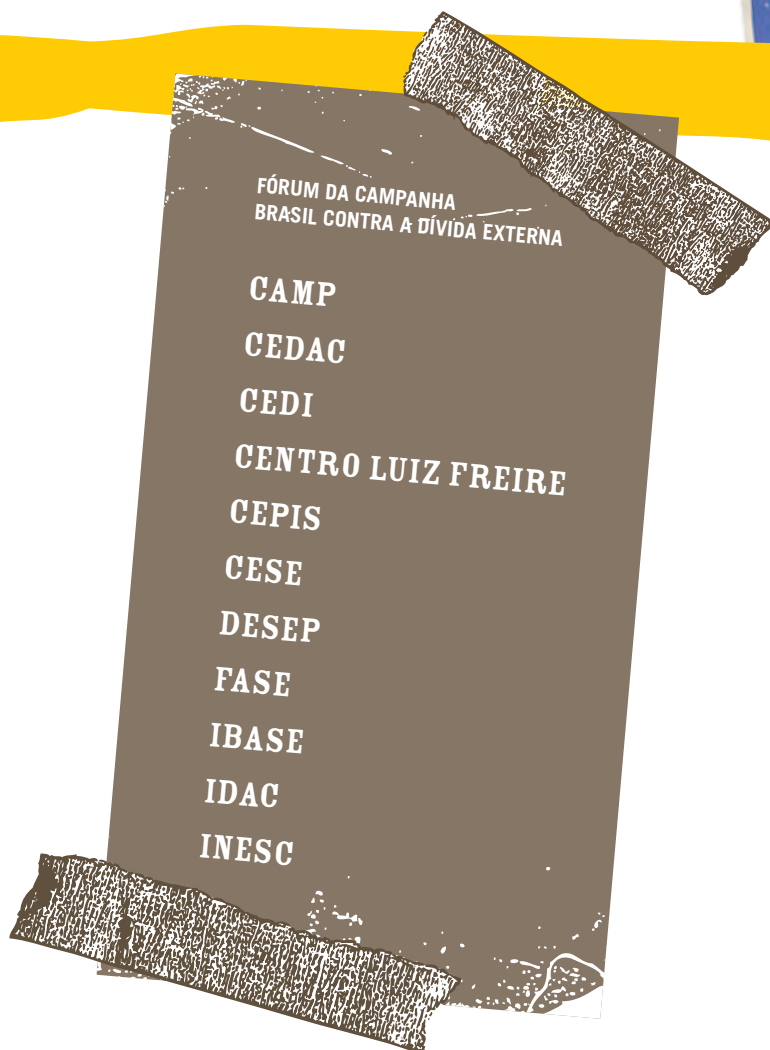 FÓRUM DA CAMPANHA
BRASIL CONTRA A DÍVIDA EXTERNA
CAMP
CEDAC
CEDI
CENTRO LUIZ FREIRE
CEPIS
CESE
DESEP
FASE
IBASE
IDAC
INESC